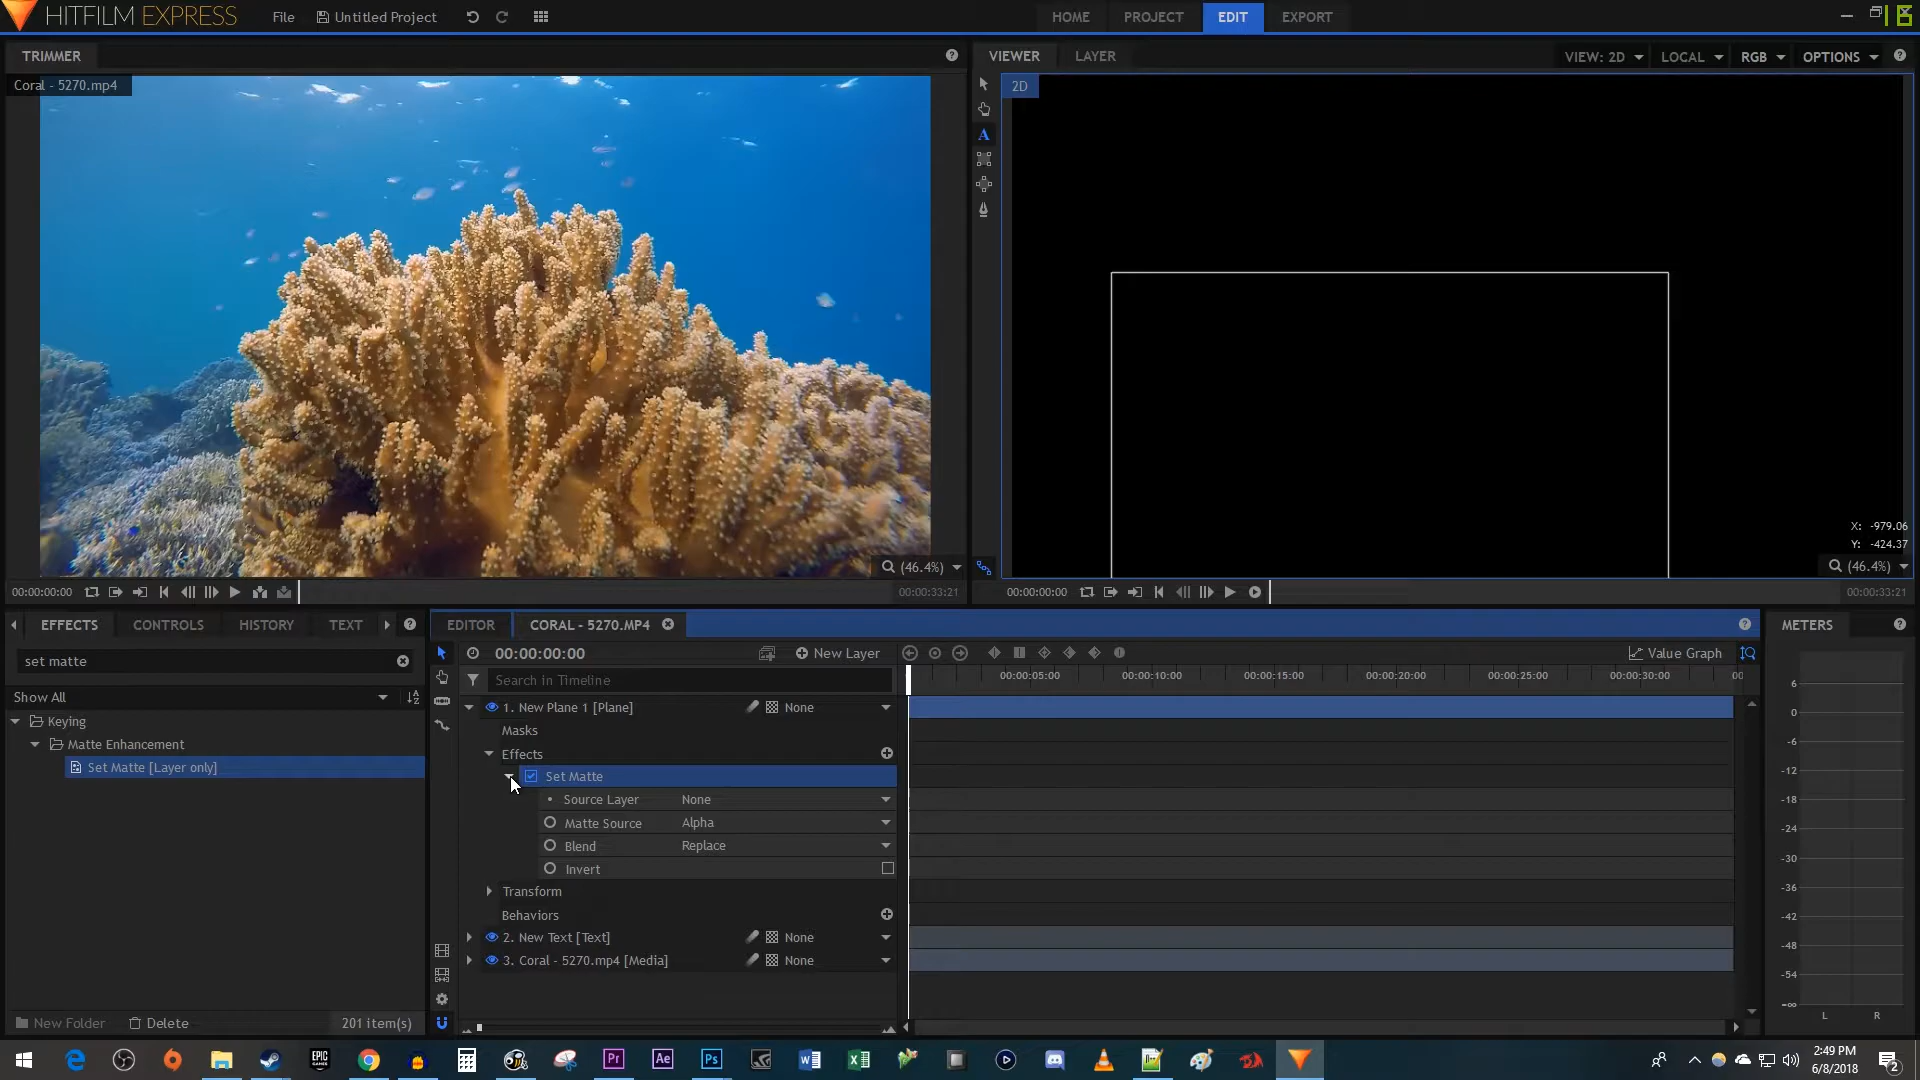 HITFILM EXPRESS
File
Untitled Project
HOME
PROJECT
EDIT
EXPORT
TRIMMER
Coral - 5270.mp4
(46.4%)
00:00:00:00
00:00:33:21
VIEWER
LAYER
VIEW: 2D
LOCAL
RGB
OPTIONS
2D
A
X: -979.06
Y: -424.37
(46.4%)
00:00:00:00
00:00:33:21
EFFECTS
CONTROLS
HISTORY
TEXT
set matte
Show All
Keying
Matte Enhancement
Set Matte [Layer only]
New Folder
Delete
201 item(s)
EDITOR
CORAL - 5270.MP4
00:00:00:00
New Layer
Value Graph
Search in Timeline
00:00:05:00
00:00:10:00
00:00:15:00
00:00:20:00
00:00:25:00
00:00:30:00
00
1. New Plane 1 [Plane]
None
Masks
Effects
Set Matte
Source Layer
None
Matte Source
Alpha
Blend
Replace
Invert
Transform
Behaviors
2. New Text [Text]
None
3. Coral - 5270.mp4 [Media]
None
METERS
6
0
-6
-12
-18
-24
-30
-36
-42
-48
-54
-∞
L
R
EPIC GAMES
Pr
Ae
Ps
2:49 PM
6/8/2018
2